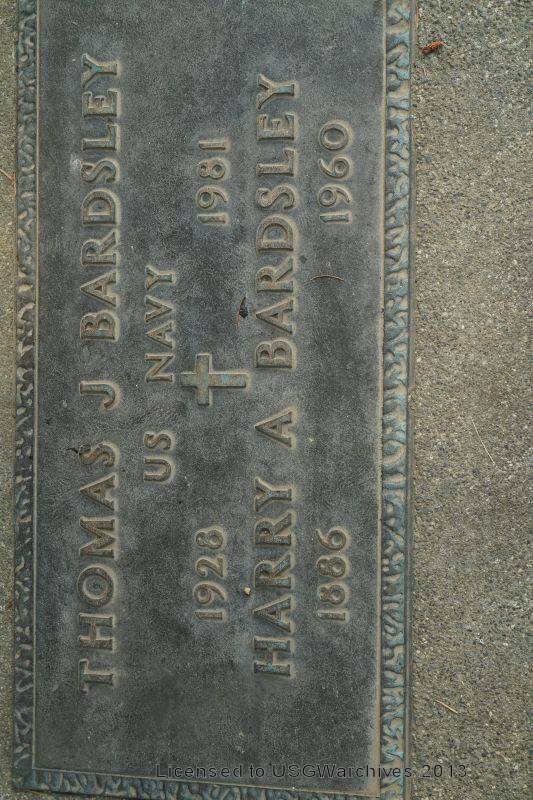 THOMAS J BARDSLEY
US NAVY
1928 1981
HARRY A BARDSLEY
1886 1960
Licensed to USGWarchives 2013